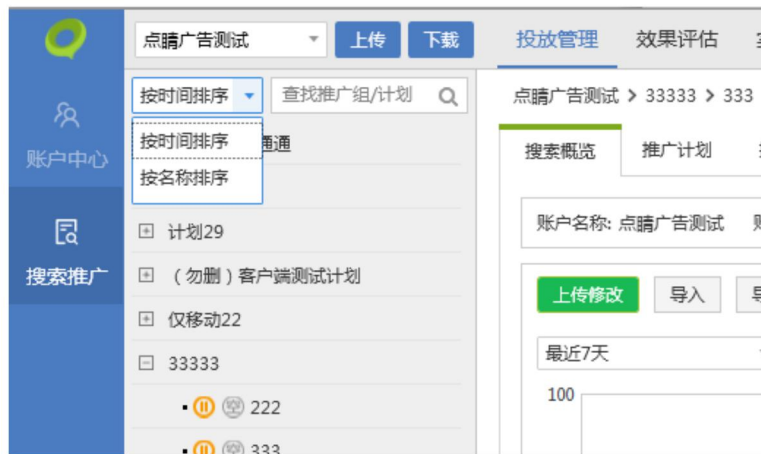 点睛广告测试 上传 下载 投放管理 效果评估
按时间排序 查找推广组/计划 点睛广告测试 > 33333 > 333
账户中心
按时间排序 通通 搜索概览 推广计划
按名称排序
搜索推广
计划29 账户名称: 点睛广告测试
(勿删)客户端测试计划 上传修改 导入
仅移动22
33333 最近7天
222 100
333